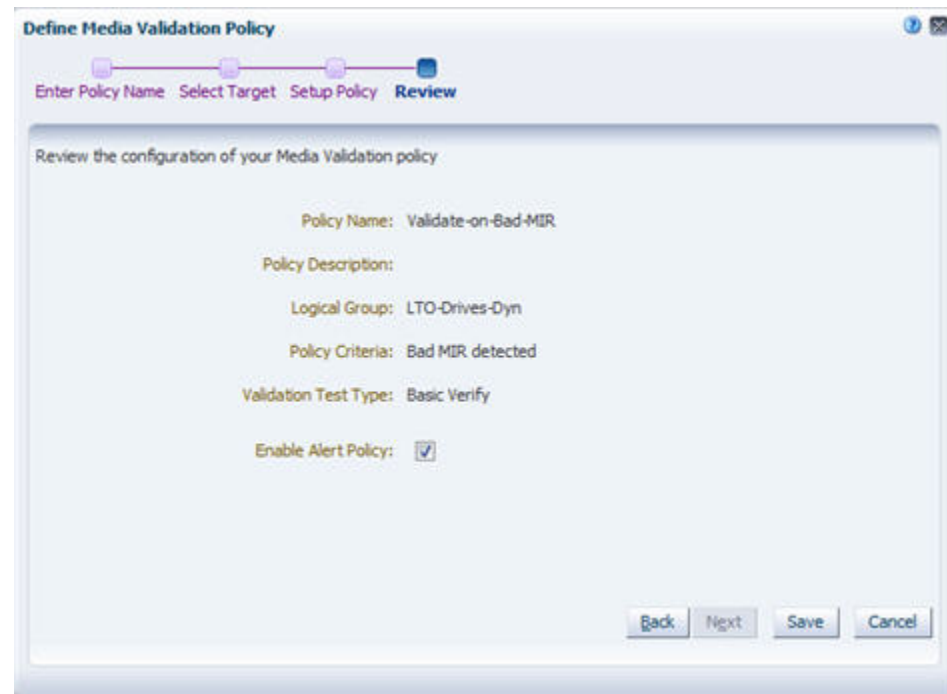 Define Media Validation Policy
Enter Policy Name Select Target Setup Policy Review
Review the configuration of your Media Validation policy
Policy Name: Validate-on-Bad-MIR
Policy Description:
Logical Group: LTO-Drives-Dyn
Policy Criteria: Bad MIR detected
Validation Test Type: Basic Verify
Enable Alert Policy:
Back Next Save Cancel